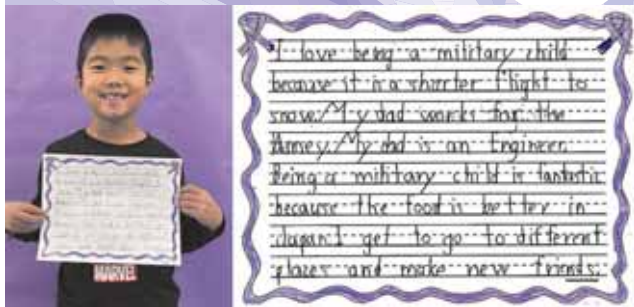 I love being a military child
because it is a shorter flight to
snow. My dad works for the
Armey. My dad is an Engineer.
Being a military child is fantastic
because the food is better in
Japan. I get to go to different
places and make new friends.
MARVEL